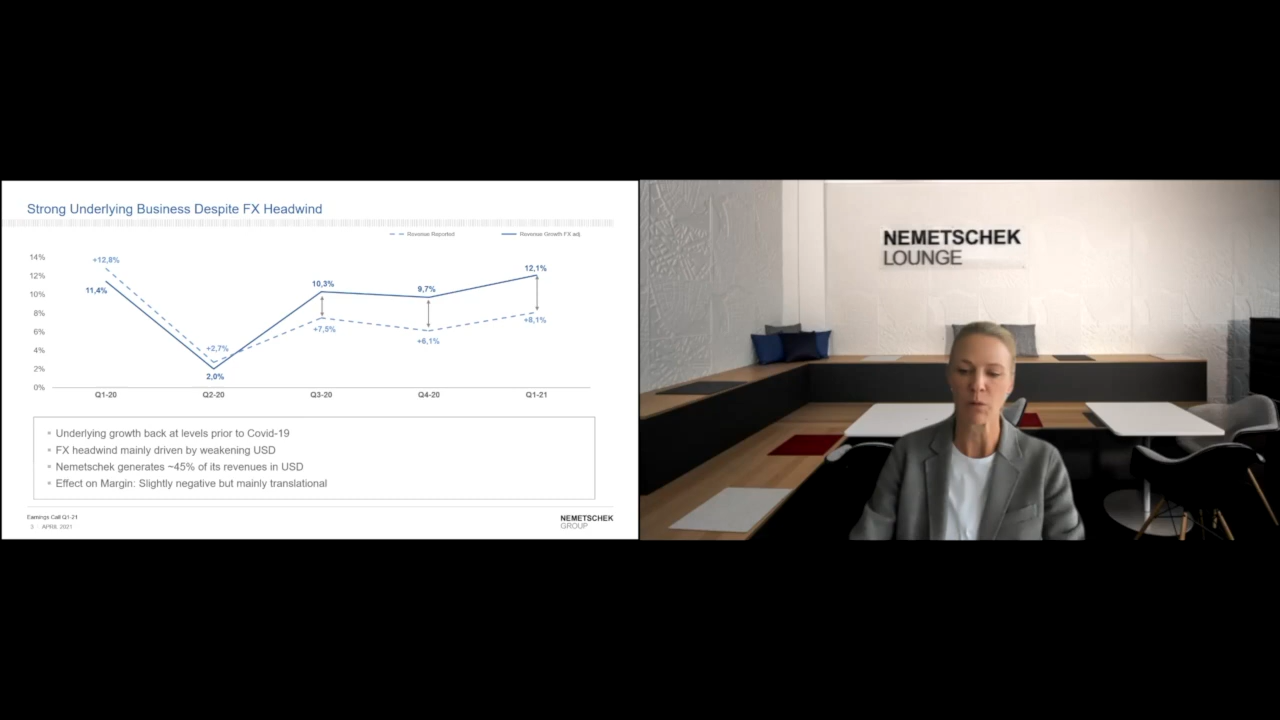 Strong Underlying Business Despite FX Headwind
Revenue Reported
Revenue Growth FX adj.
14%
12%
10%
8%
6%
4%
2%
0%
+12,8%
11,4%
+2,7%
2,0%
10,3%
+7,5%
9,7%
+6,1%
12,1%
+8,1%
Q1-20 Q2-20 Q3-20 Q4-20 Q1-21
Underlying growth back at levels prior to Covid-19
FX headwind mainly driven by weakening USD
Nemetschek generates ~45% of its revenues in USD
Effect on Margin: Slightly negative but mainly translational
Earnings Call Q1-21
3 APRIL 2021
NEMETSCHEK
GROUP
NEMETSCHEK
LOUNGE